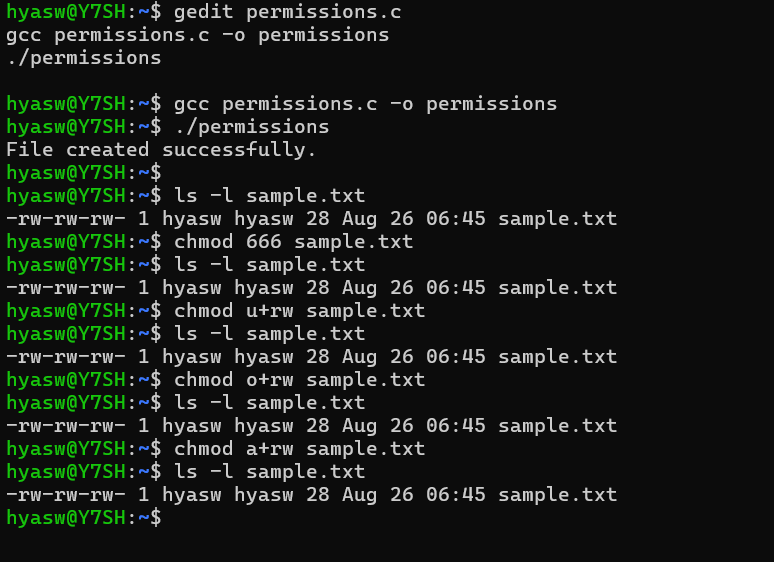 hyasw@Y7SH:~$ gedit permissions.c
gcc permissions.c -o permissions
./permissions
hyasw@Y7SH:~$ gcc permissions.c -o permissions
hyasw@Y7SH:~$ ./permissions
File created successfully.
hyasw@Y7SH:~$
hyasw@Y7SH:~$ ls -l sample.txt
-rw-rw-rw- 1 hyasw hyasw 28 Aug 26 06:45 sample.txt
hyasw@Y7SH:~$ chmod 666 sample.txt
hyasw@Y7SH:~$ ls -l sample.txt
-rw-rw-rw- 1 hyasw hyasw 28 Aug 26 06:45 sample.txt
hyasw@Y7SH:~$ chmod u+rw sample.txt
hyasw@Y7SH:~$ ls -l sample.txt
-rw-rw-rw- 1 hyasw hyasw 28 Aug 26 06:45 sample.txt
hyasw@Y7SH:~$ chmod o+rw sample.txt
hyasw@Y7SH:~$ ls -l sample.txt
-rw-rw-rw- 1 hyasw hyasw 28 Aug 26 06:45 sample.txt
hyasw@Y7SH:~$ chmod a+rw sample.txt
hyasw@Y7SH:~$ ls -l sample.txt
-rw-rw-rw- 1 hyasw hyasw 28 Aug 26 06:45 sample.txt
hyasw@Y7SH:~$